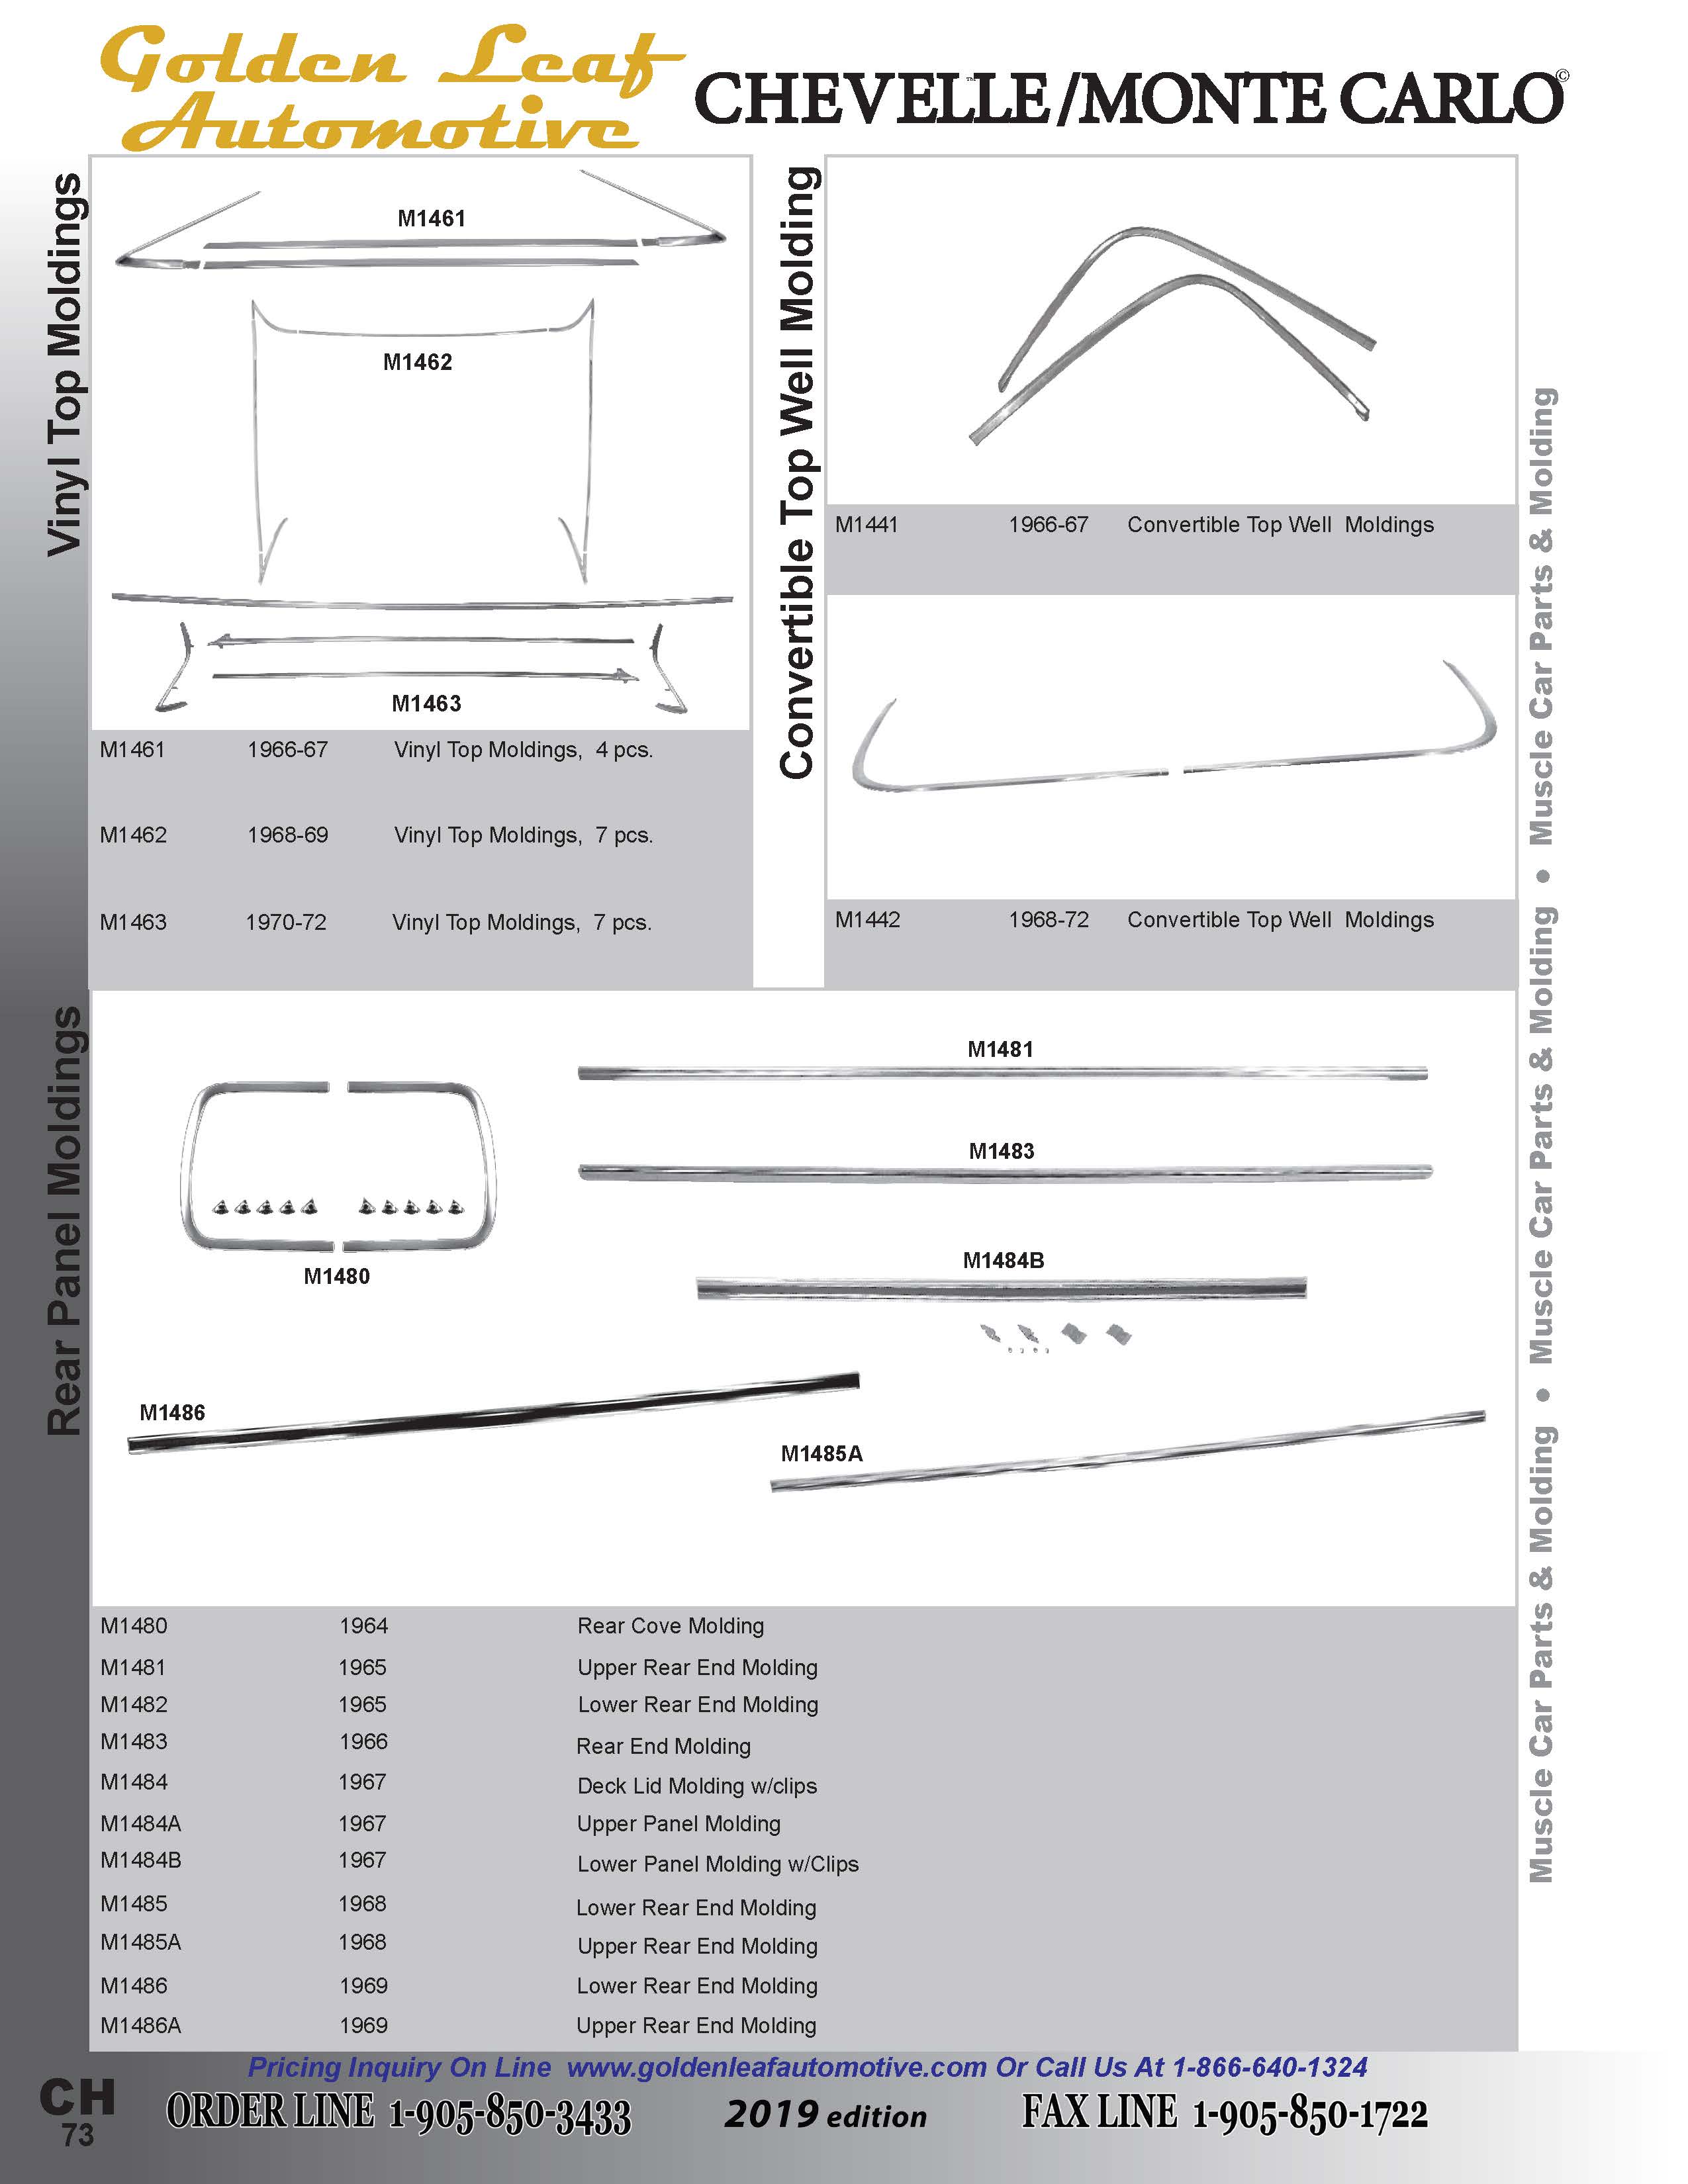 Golden Leaf
Automotive
CHEVELLE/MONTE CARLO©
™
Vinyl Top Moldings
M1461
M1462
M1463
M1461 1966-67 Vinyl Top Moldings, 4 pcs.
M1462 1968-69 Vinyl Top Moldings, 7 pcs.
M1463 1970-72 Vinyl Top Moldings, 7 pcs.
Convertible Top Well Molding
M1441 1966-67 Convertible Top Well Moldings
M1442 1968-72 Convertible Top Well Moldings
Rear Panel Moldings
M1481
M1483
M1480
M1484B
M1486
M1485A
M1480 1964 Rear Cove Molding
M1481 1965 Upper Rear End Molding
M1482 1965 Lower Rear End Molding
M1483 1966 Rear End Molding
M1484 1967 Deck Lid Molding w/clips
M1484A 1967 Upper Panel Molding
M1484B 1967 Lower Panel Molding w/Clips
M1485 1968 Lower Rear End Molding
M1485A 1968 Upper Rear End Molding
M1486 1969 Lower Rear End Molding
M1486A 1969 Upper Rear End Molding
Muscle Car Parts & Molding • Muscle Car Parts & Molding • Muscle Car Parts & Molding
Pricing Inquiry On Line www.goldenleafautomotive.com Or Call Us At 1-866-640-1324
CH
73
ORDER LINE 1-905-850-3433
2019 edition
FAX LINE 1-905-850-1722